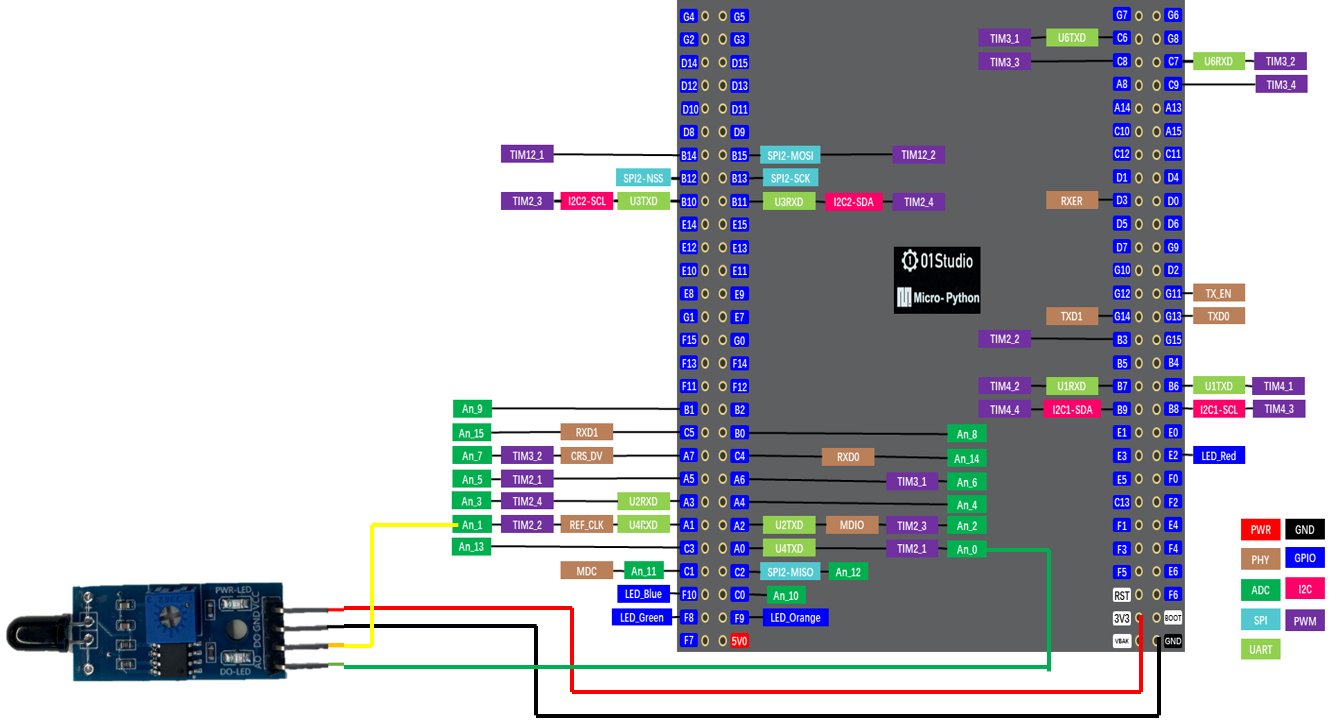 G4 G5 G7 G6
G2 G3 TIM3_1 U6TXD C6 G8
D14 D15 TIM3_3 C8 C7 U6RXD TIM3_2
D12 D13 A8 C9 TIM3_4
D10 D11 A14 A13
D8 D9 C10 A15
TIM12_1 B14 B15 SPI2-MOSI TIM12_2 C12 C11
SPI2-NSS B12 B13 SPI2-SCK D1 D4
TIM2_3 I2C2-SCL U3TXD B10 B11 U3RXD I2C2-SDA TIM2_4 RXER D3 D0
E14 E15 D5 D6
E12 E13 D7 G9
01Studio
E10 E11 G10 D2
Micro-Python
E8 E9 G12 G11 TX_EN
G1 E7 TXD1 G14 G13 TXD0
F15 G0 TIM2_2 B3 G15
F13 F14 B5 B4
F11 F12 TIM4_2 U1RXD B7 B6 U1TXD TIM4_1
An_9 B1 B2 TIM4_4 I2C1-SDA B9 B8 I2C1-SCL TIM4_3
An_15 RXD1 C5 B0 An_8 E1 E0
An_7 TIM3_2 CRS_DV A7 C4 RXD0 An_14 E3 E2 LED_Red
An_5 TIM2_1 A5 A6 TIM3_1 An_6 E5 F0
An_3 TIM2_4 U2RXD A3 A4 An_4 C13 F2
An_1 TIM2_2 REF_CLK U4RXD A1 A2 U2TXD MDIO TIM2_3 An_2 F1 E4
An_13 C3 A0 U4TXD TIM2_1 An_0 F3 F4
MDC An_11 C1 C2 SPI2-MISO An_12 F5 E6
LED_Blue F10 C0 An_10 RST F6
LED_Green F8 F9 LED_Orange 3V3 BOOT
F7 5V0 VBAK GND
PWR GND
PHY GPIO
ADC I2C
SPI PWM
UART
PWR-LED
VCC
GND
DO
AO
DO-LED